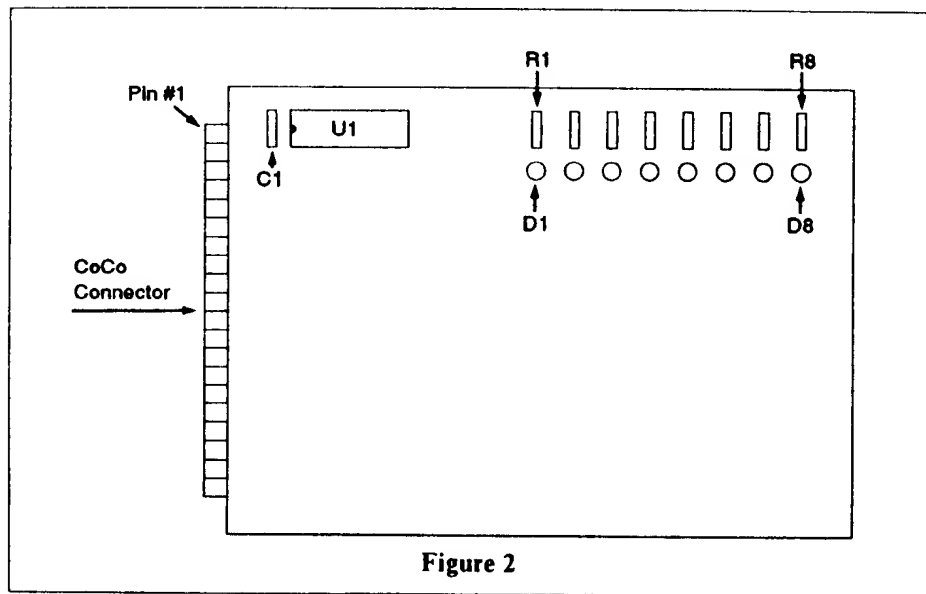 R1
R8
Pin #1
U1
C1
D1
D8
CoCo
Connector
Figure 2